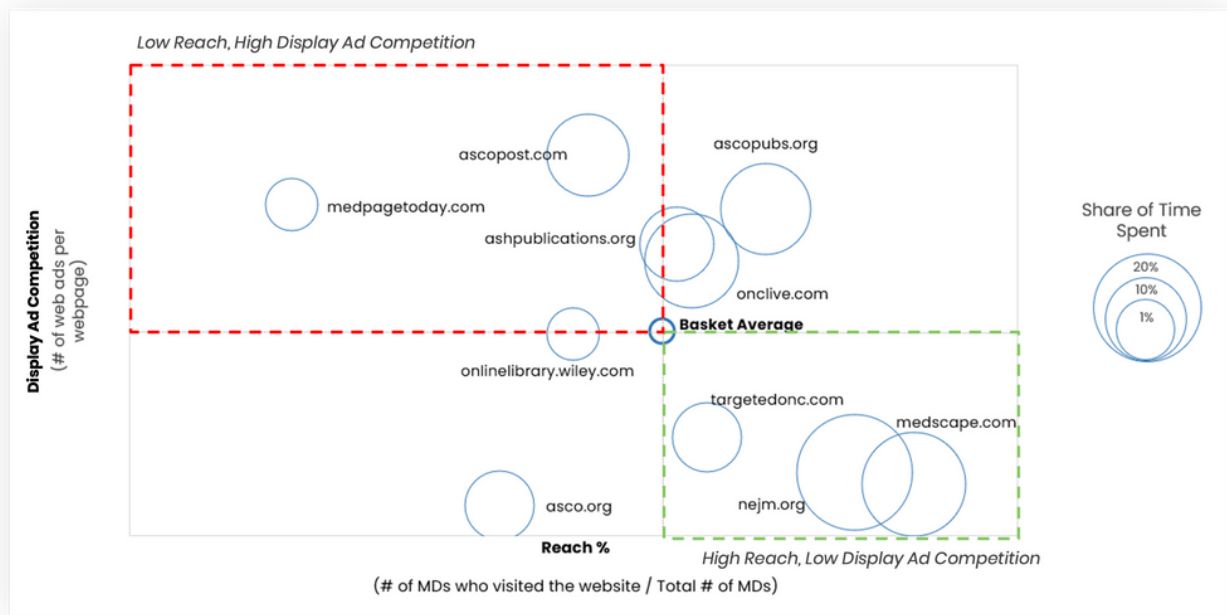 Low Reach, High Display Ad Competition
ascopost.com
ascopubs.org
medpagetoday.com
ashpublications.org
onclive.com
Basket Average
onlinelibrary.wiley.com
targetedonc.com
medscape.com
nejm.org
asco.org
Display Ad Competition
(# of web ads per
webpage)
Share of Time
Spent
20%
10%
1%
Reach %
High Reach, Low Display Ad Competition
(# of MDs who visited the website / Total # of MDs)